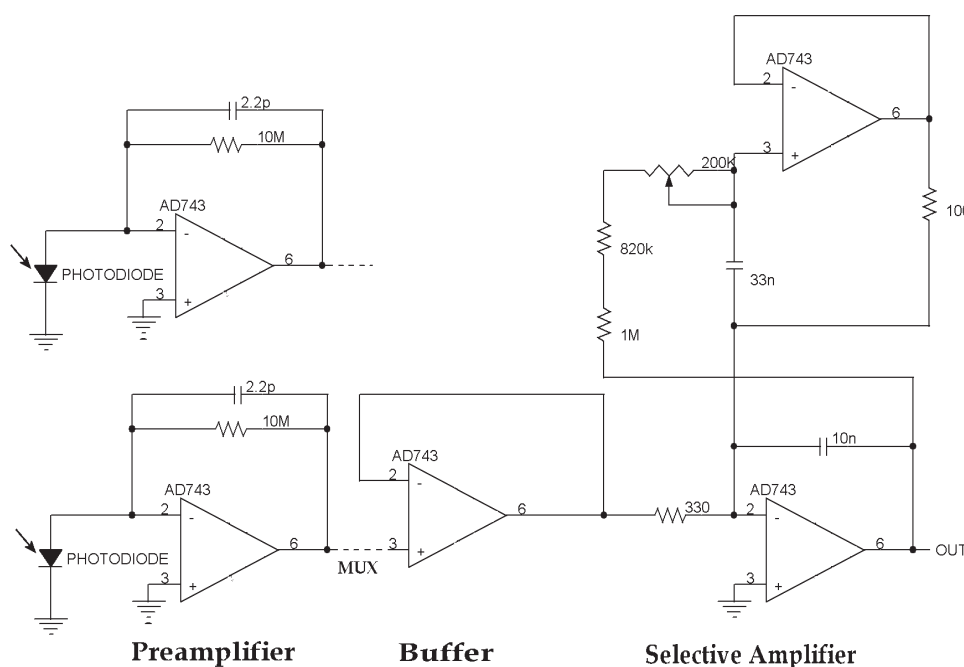 AD743
2
-
6
3
+
200K
100
820k
33n
1M
2.2p
10M
AD743
2
-
6
3
+
PHOTODIODE
2.2p
10M
AD743
2
-
6
3
+
PHOTODIODE
MUX
AD743
2
-
6
3
+
330
10n
AD743
2
-
6
3
+
OUT
Preamplifier
Buffer
Selective Amplifier